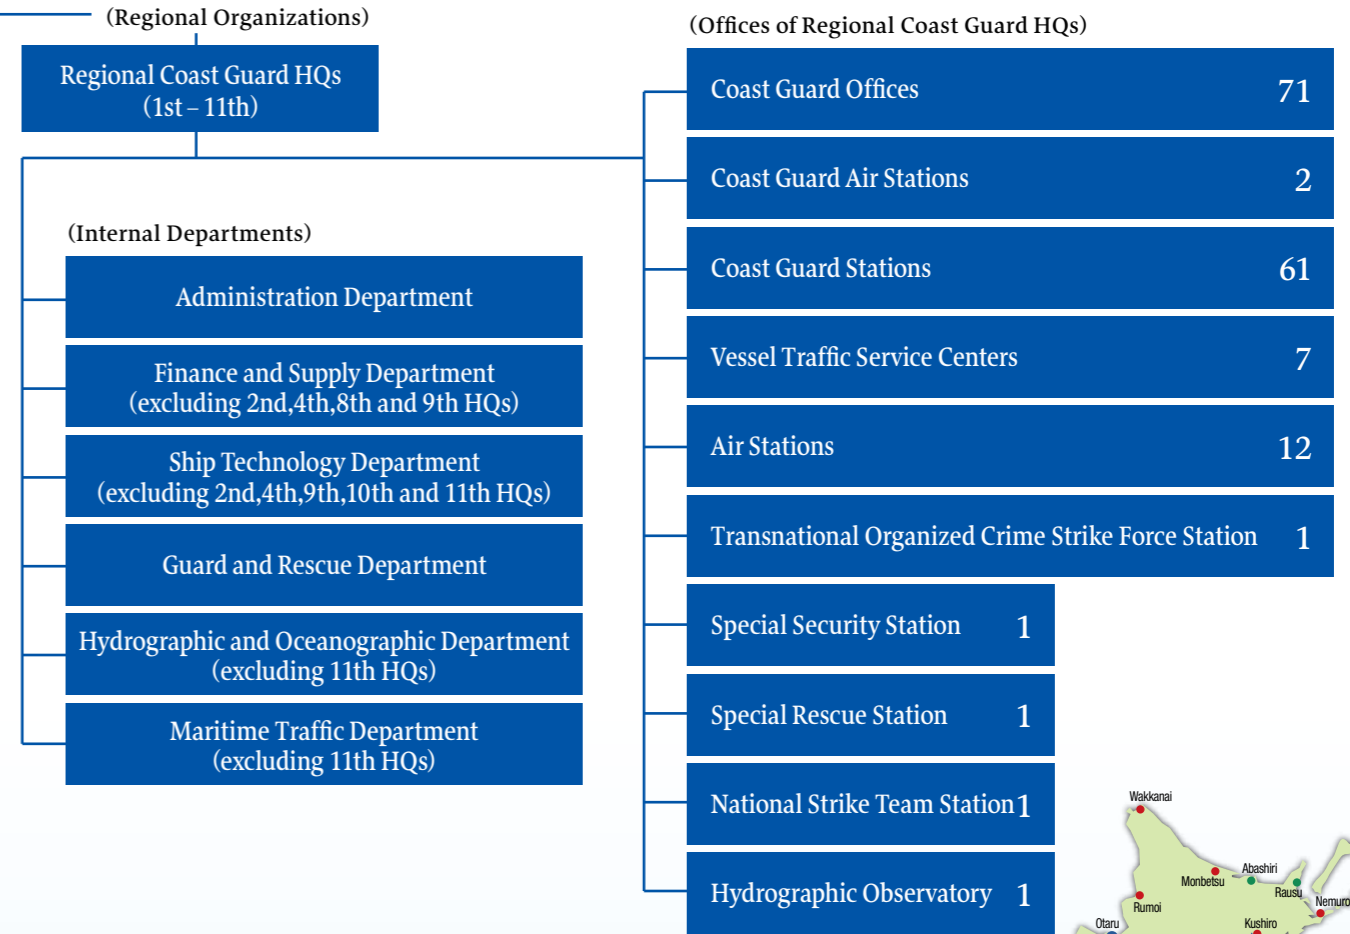 (Regional Organizations)
Regional Coast Guard HQs
(1st – 11th)
(Internal Departments)
Administration Department
Finance and Supply Department
(excluding 2nd,4th,8th and 9th HQs)
Ship Technology Department
(excluding 2nd,4th,9th,10th and 11th HQs)
Guard and Rescue Department
Hydrographic and Oceanographic Department
(excluding 11th HQs)
Maritime Traffic Department
(excluding 11th HQs)
(Offices of Regional Coast Guard HQs)
Coast Guard Offices 71
Coast Guard Air Stations 2
Coast Guard Stations 61
Vessel Traffic Service Centers 7
Air Stations 12
Transnational Organized Crime Strike Force Station 1
Special Security Station 1
Special Rescue Station 1
National Strike Team Station 1
Hydrographic Observatory 1
Wakkanai
Abashiri
Monbetsu
Rausu
Nemuro
Rumoi
Otaru
Kushiro